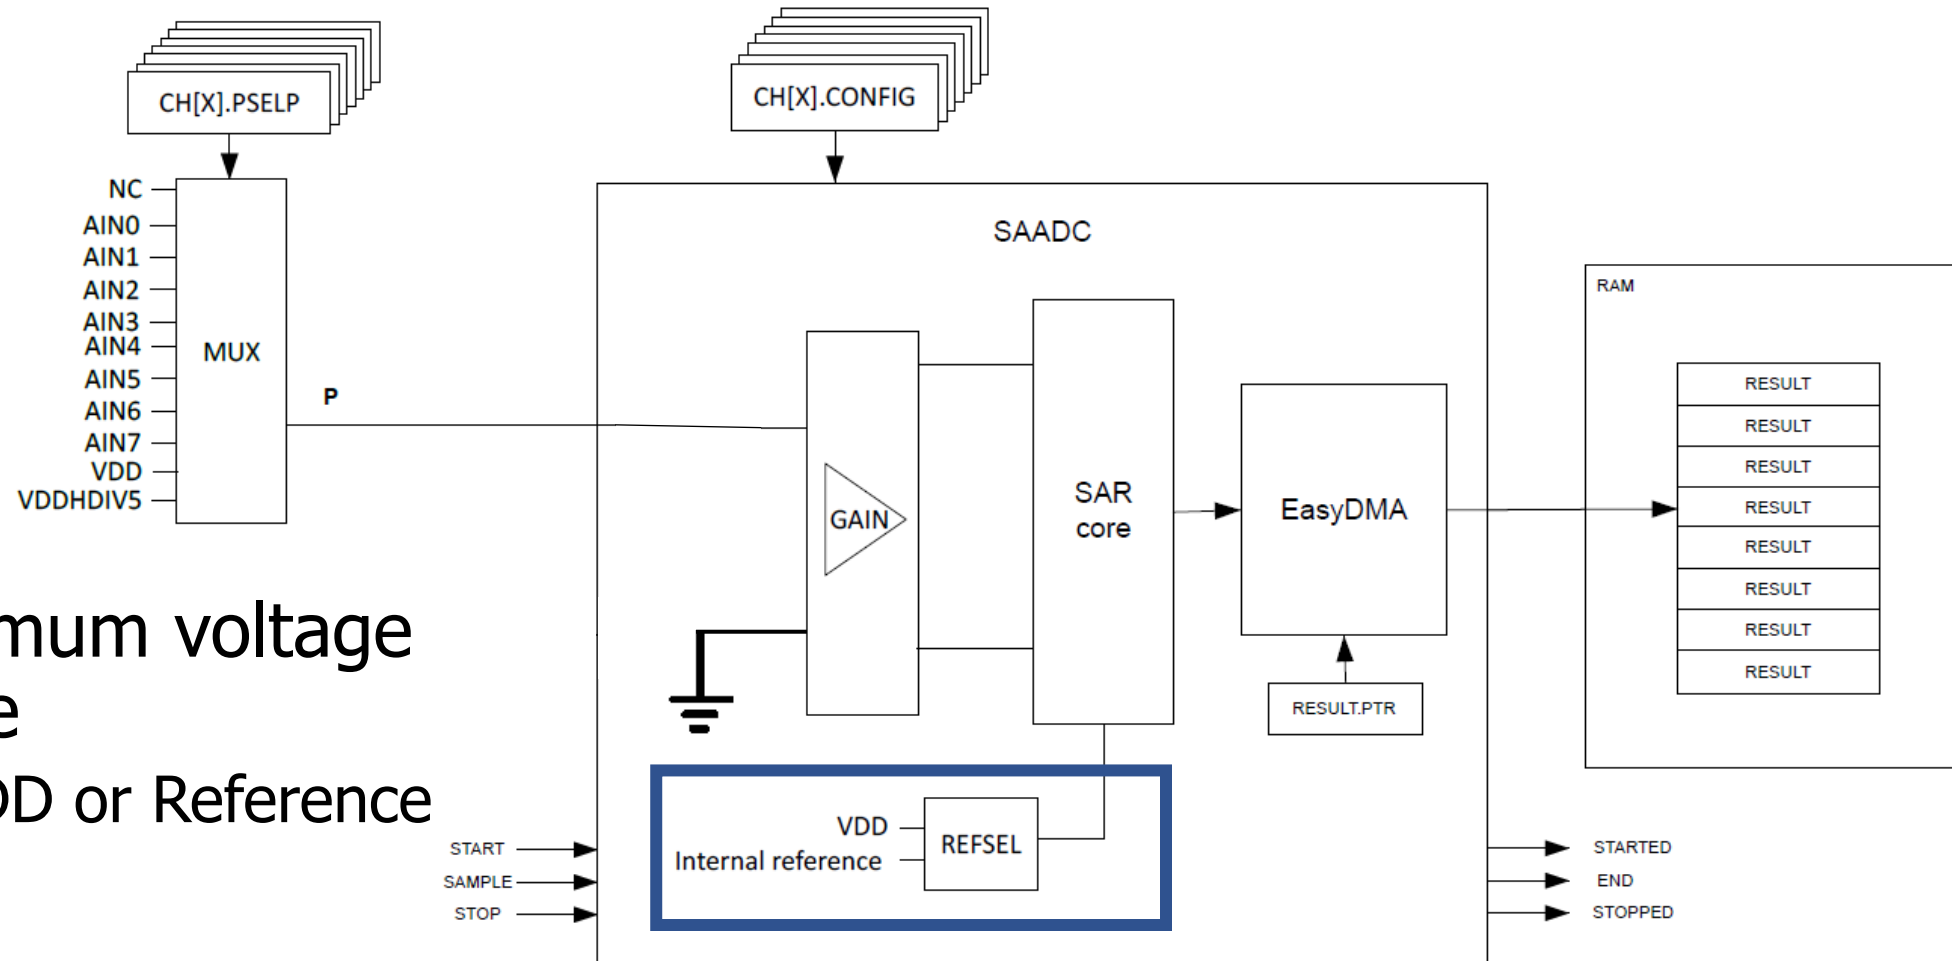 CH[X].PSELP
CH[X].CONFIG
NC
AIN0
AIN1
AIN2
AIN3
AIN4
AIN5
AIN6
AIN7
VDD
VDDHDIV5
MUX
P
SAADC
GAIN
SAR
core
EasyDMA
RESULT.PTR
RAM
RESULT
RESULT
RESULT
RESULT
RESULT
RESULT
RESULT
RESULT
mum voltage
e
DD or Reference
VDD
Internal reference
REFSEL
START
SAMPLE
STOP
STARTED
END
STOPPED